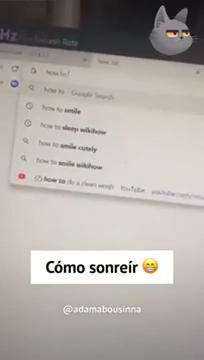 Hz
Rate
how to
how to - Google Search
how to smile
how to sleep wikihow
how to smile cutely
how to smile wikihow
how to do a clean wash - YouTube
Cómo sonreír 😁
@adamabousinna